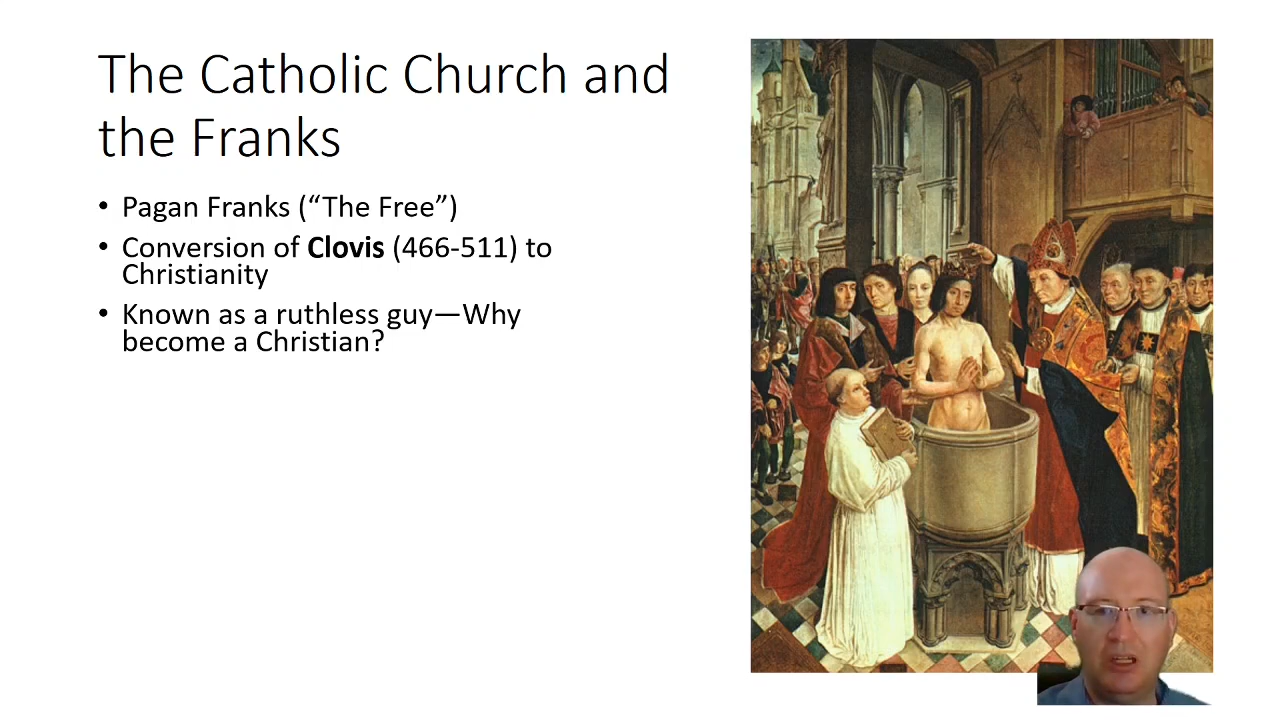 The Catholic Church and
the Franks
• Pagan Franks (“The Free”)
• Conversion of Clovis (466-511) to
Christianity
• Known as a ruthless guy—Why
become a Christian?